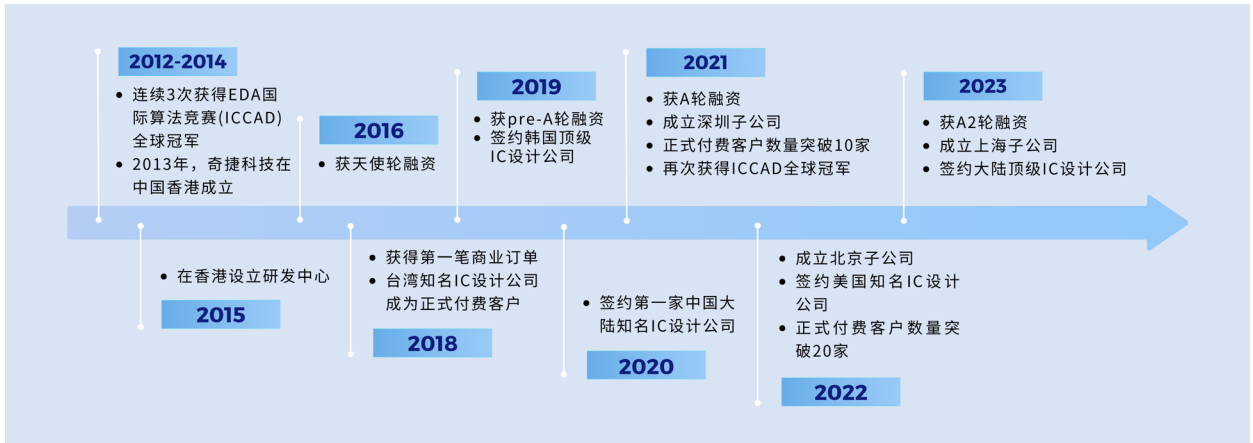 2012-2014
• 连续3次获得EDA国
际算法竞赛(ICCAD)
全球冠军
• 2013年，奇捷科技在
中国香港成立
• 在香港设立研发中心
2015
2016
• 获天使轮融资
• 获得第一笔商业订单
• 台湾知名IC设计公司
成为正式付费客户
2018
2019
• 获pre-A轮融资
• 签约韩国顶级
IC设计公司
• 签约第一家中国大
陆知名IC设计公司
2020
2021
• 获A轮融资
• 成立深圳子公司
• 正式付费客户数量突破10家
• 再次获得ICCAD全球冠军
• 成立北京子公司
• 签约美国知名IC设计
公司
• 正式付费客户数量突
破20家
2022
2023
• 获A2轮融资
• 成立上海子公司
• 签约大陆顶级IC设计公司